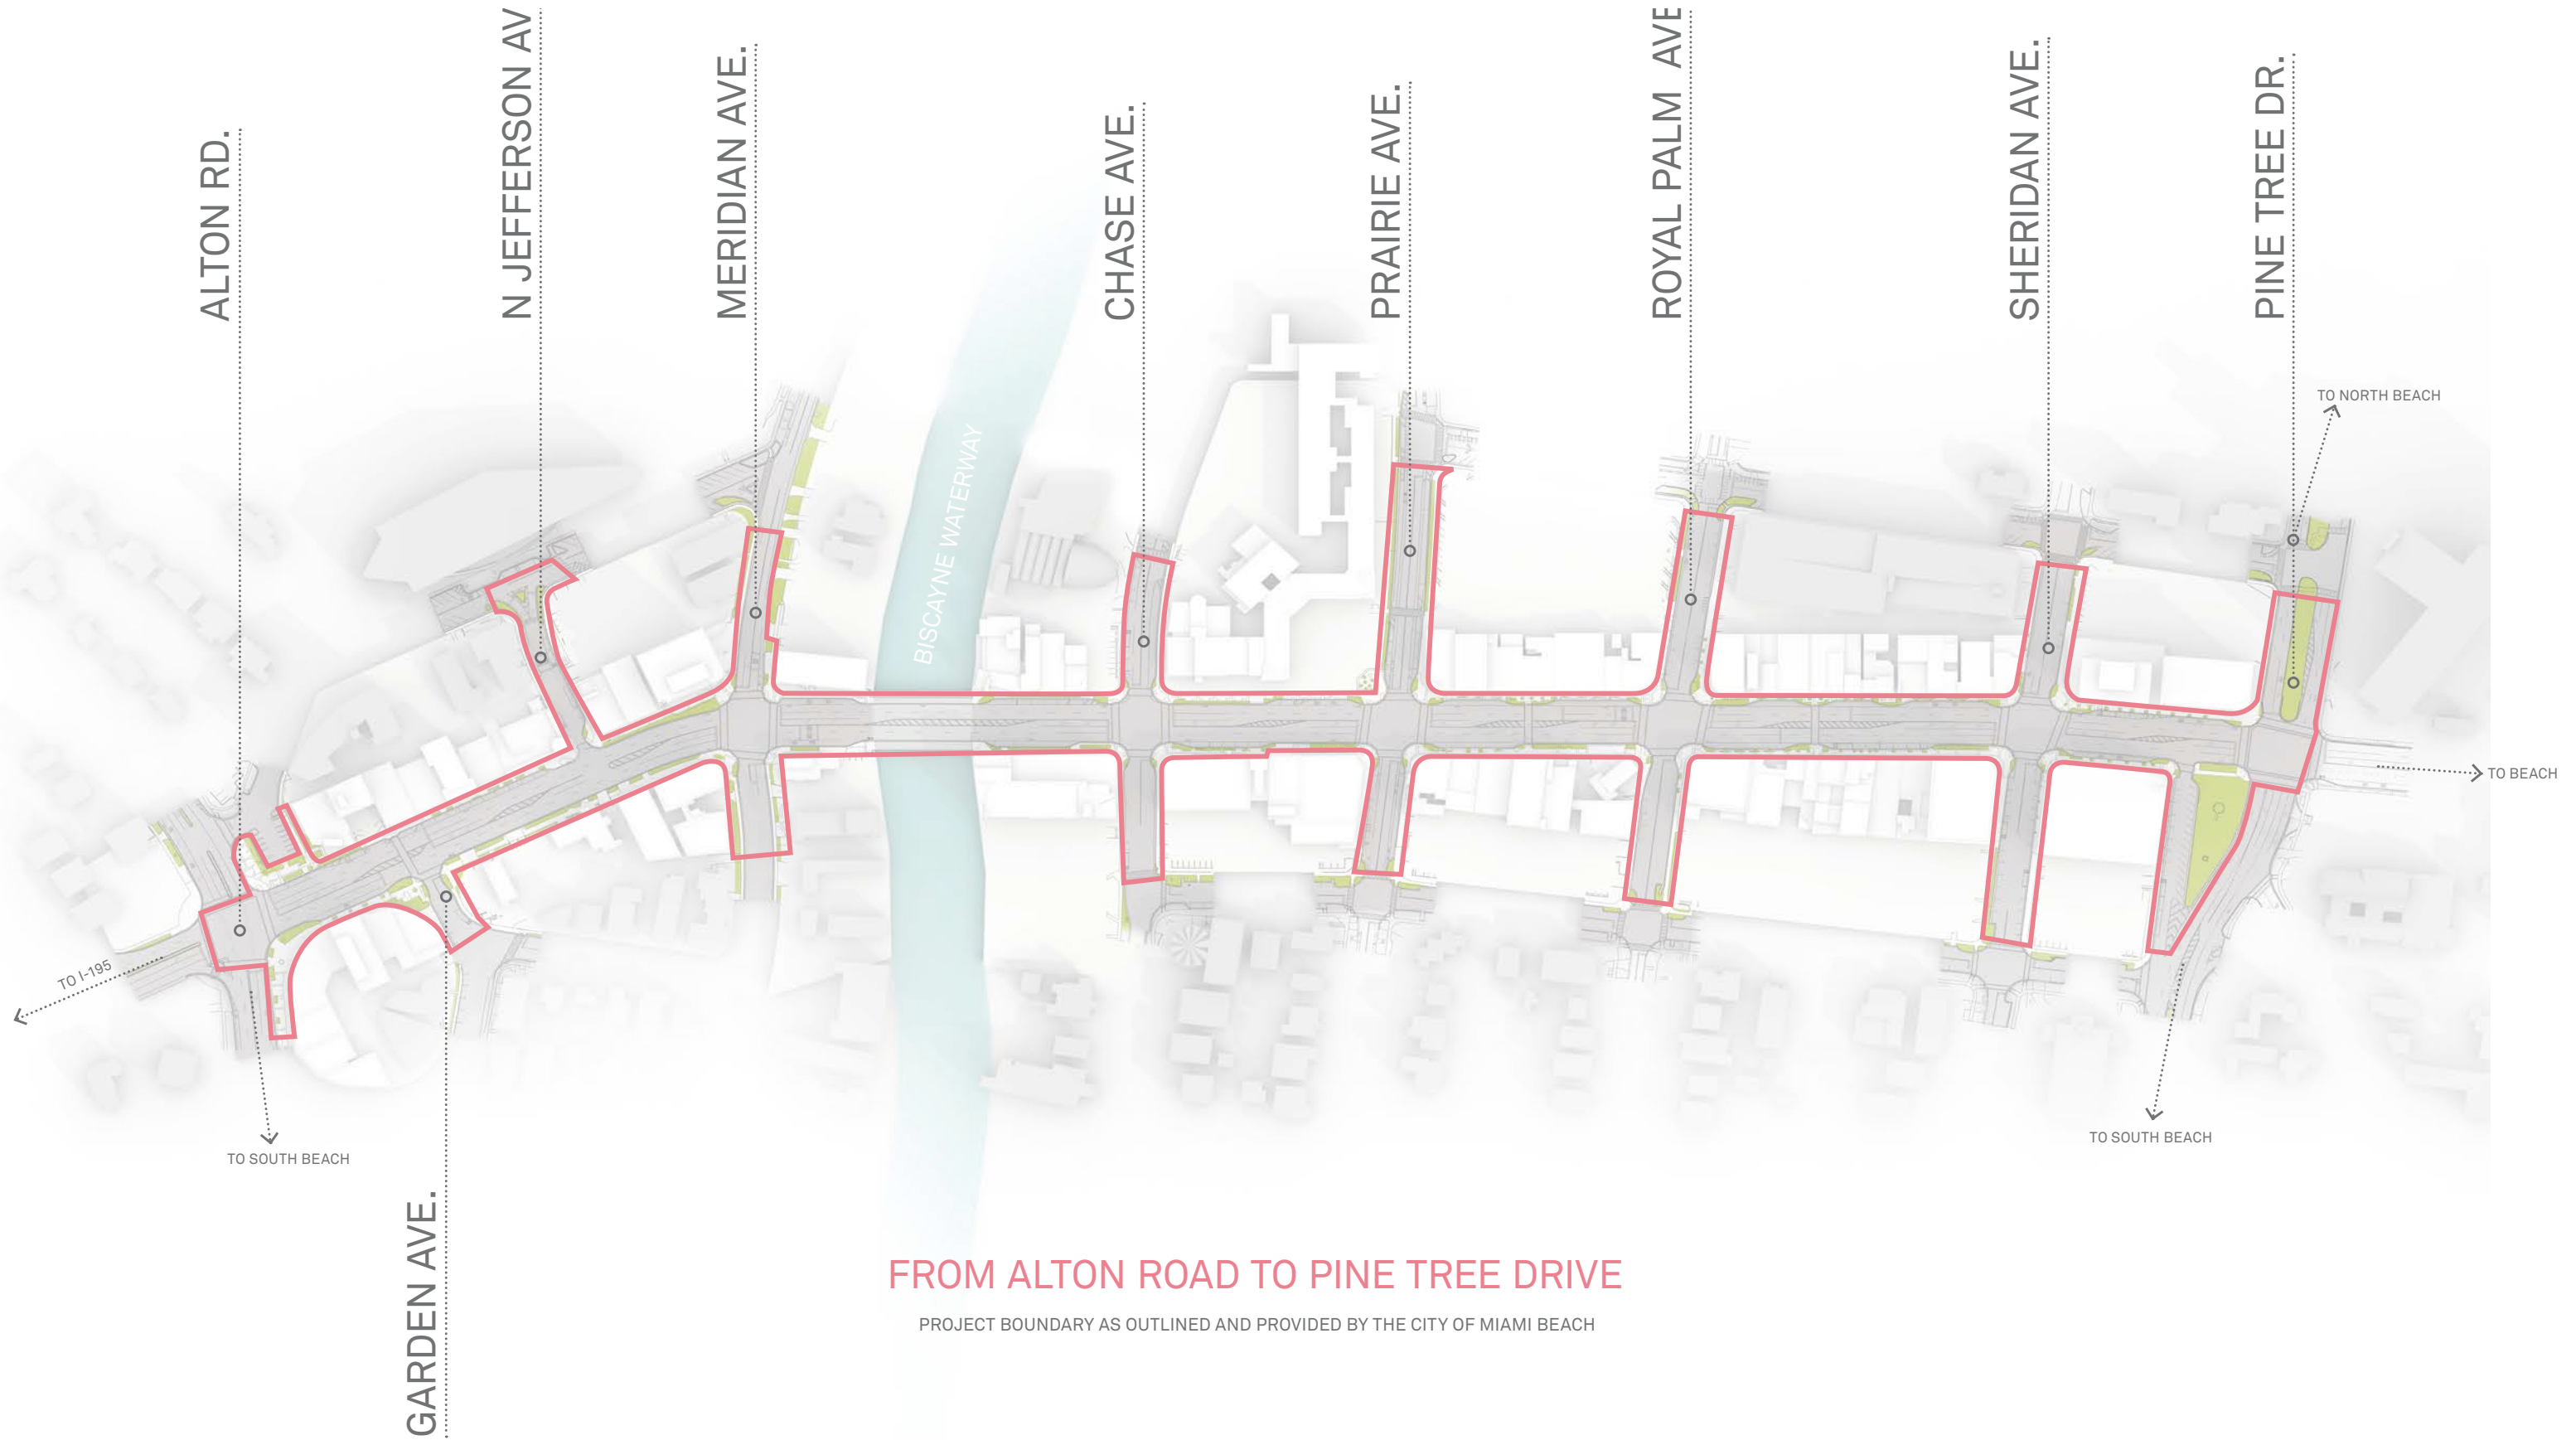 ALTON RD.
N JEFFERSON AV
MERIDIAN AVE.
CHASE AVE.
PRAIRIE AVE.
ROYAL PALM AVE
SHERIDAN AVE.
PINE TREE DR.
TO NORTH BEACH
BISCAYNE WATERWAY
TO BEACH
TO I-195
TO SOUTH BEACH
TO SOUTH BEACH
GARDEN AVE.
FROM ALTON ROAD TO PINE TREE DRIVE
PROJECT BOUNDARY AS OUTLINED AND PROVIDED BY THE CITY OF MIAMI BEACH